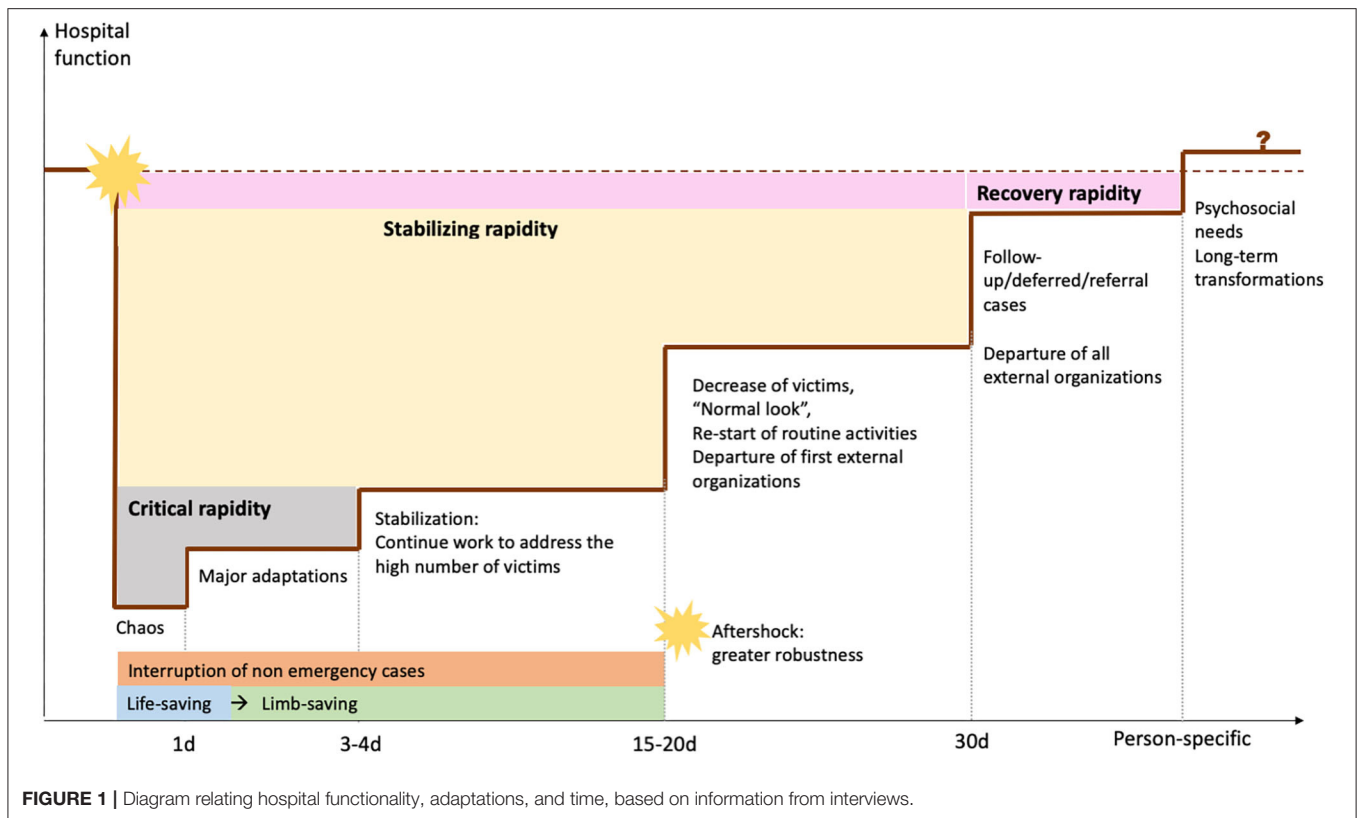 Hospital
function
?
Recovery rapidity
Stabilizing rapidity
Psychosocial
needs
Long-term
transformations
Follow-
up/deferred/referral
cases
Departure of all
external organizations
Decrease of victims,
“Normal look”,
Re-start of routine activities
Departure of first external
organizations
Critical rapidity
Stabilization:
Continue work to address the
high number of victims
Major adaptations
Chaos
Aftershock:
greater robustness
Interruption of non emergency cases
Life-saving → Limb-saving
1d 3-4d 15-20d 30d Person-specific
FIGURE 1 | Diagram relating hospital functionality, adaptations, and time, based on information from interviews.